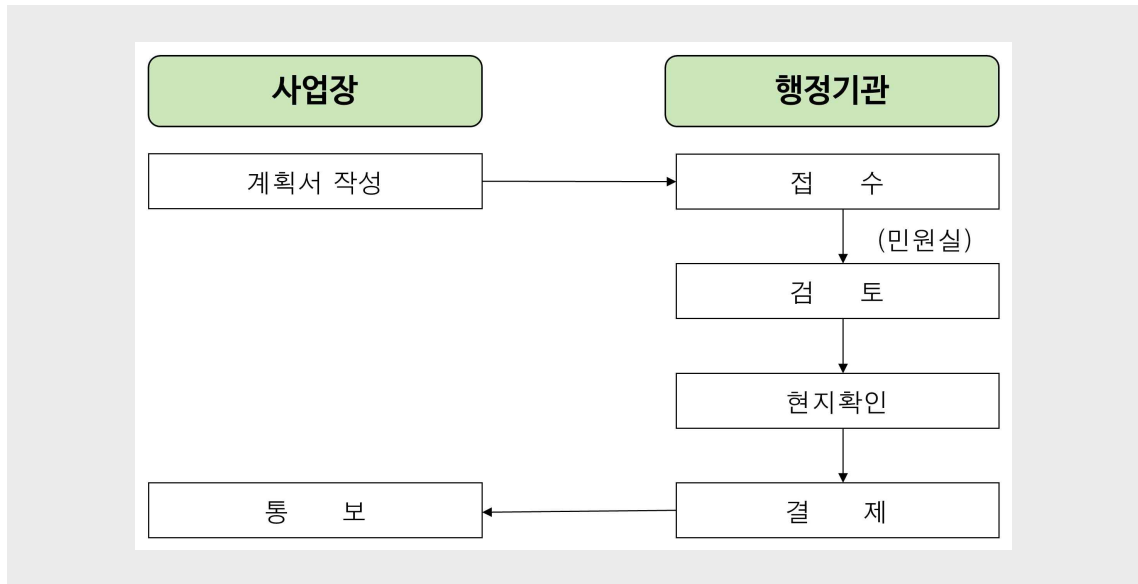 사업장
행정기관
계획서 작성
접 수
(민원실)
검 토
현지확인
통 보
결 제